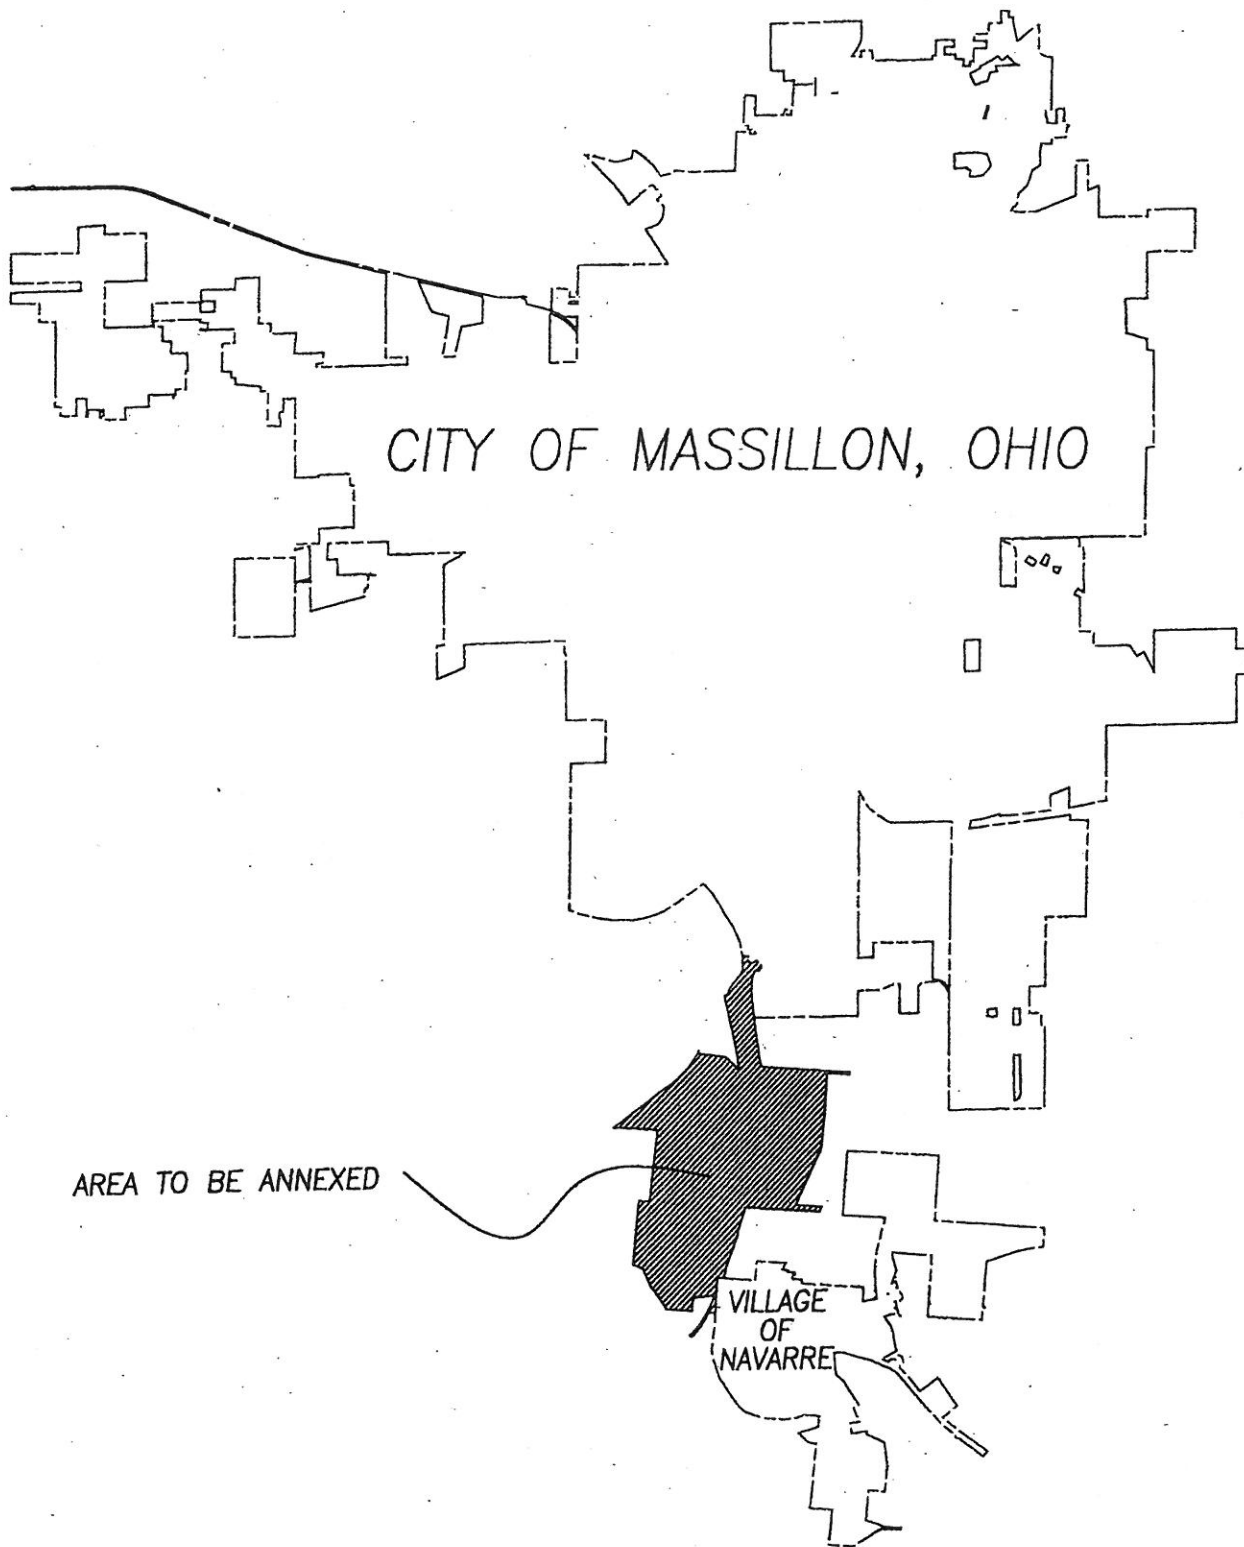 CITY OF MASSILLON, OHIO
AREA TO BE ANNEXED
VILLAGE
OF
NAVARRE